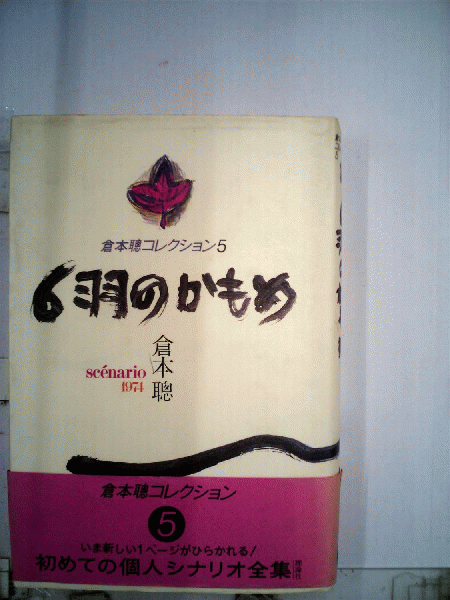 倉本聰コレクション5
6羽のかもめ
倉本聰
scénario
1974
倉本聰コレクション
5
いま新しい1ページがひらかれる!
初めての個人シナリオ全集
理論社